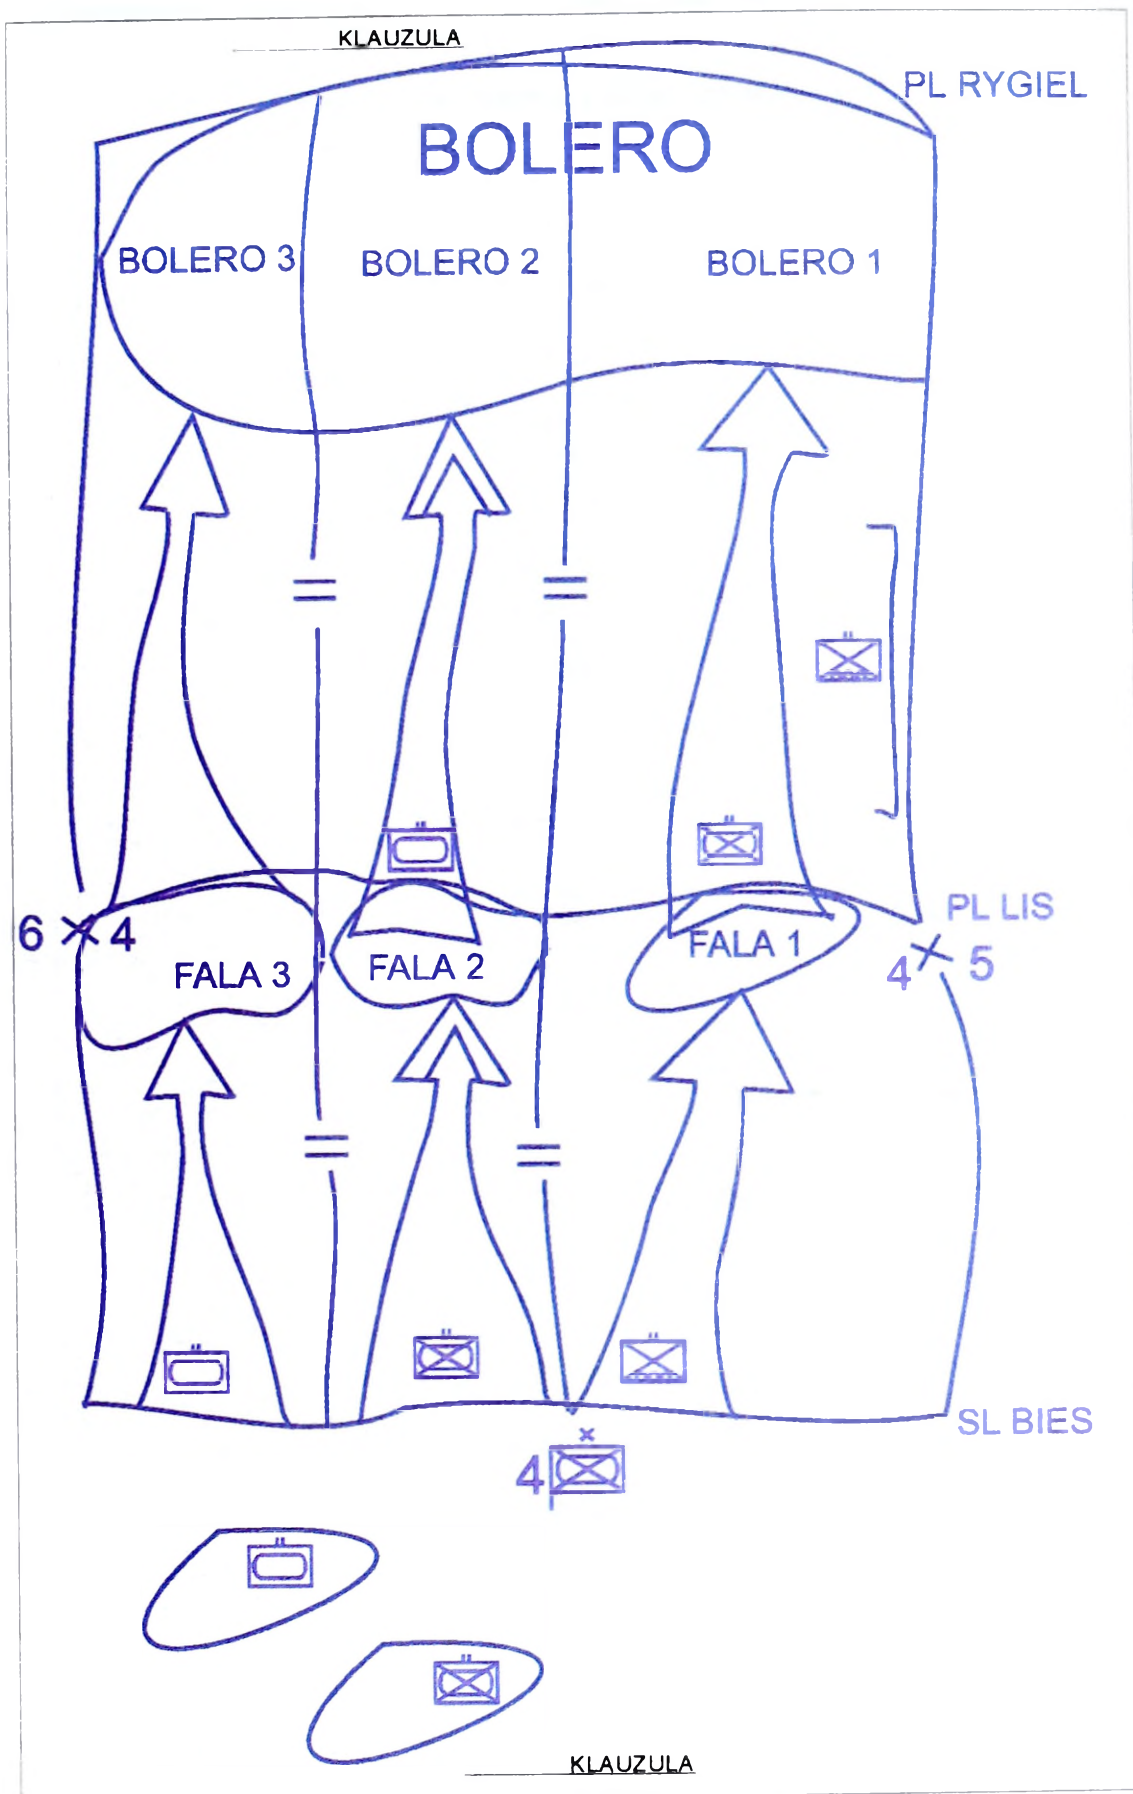 KLAUZULA
PL RYGIEL
BOLERO
BOLERO 3
BOLERO 2
BOLERO 1
PL LIS
6 4
4 5
FALA 3
FALA 2
FALA 1
SL BIES
4
KLAUZULA